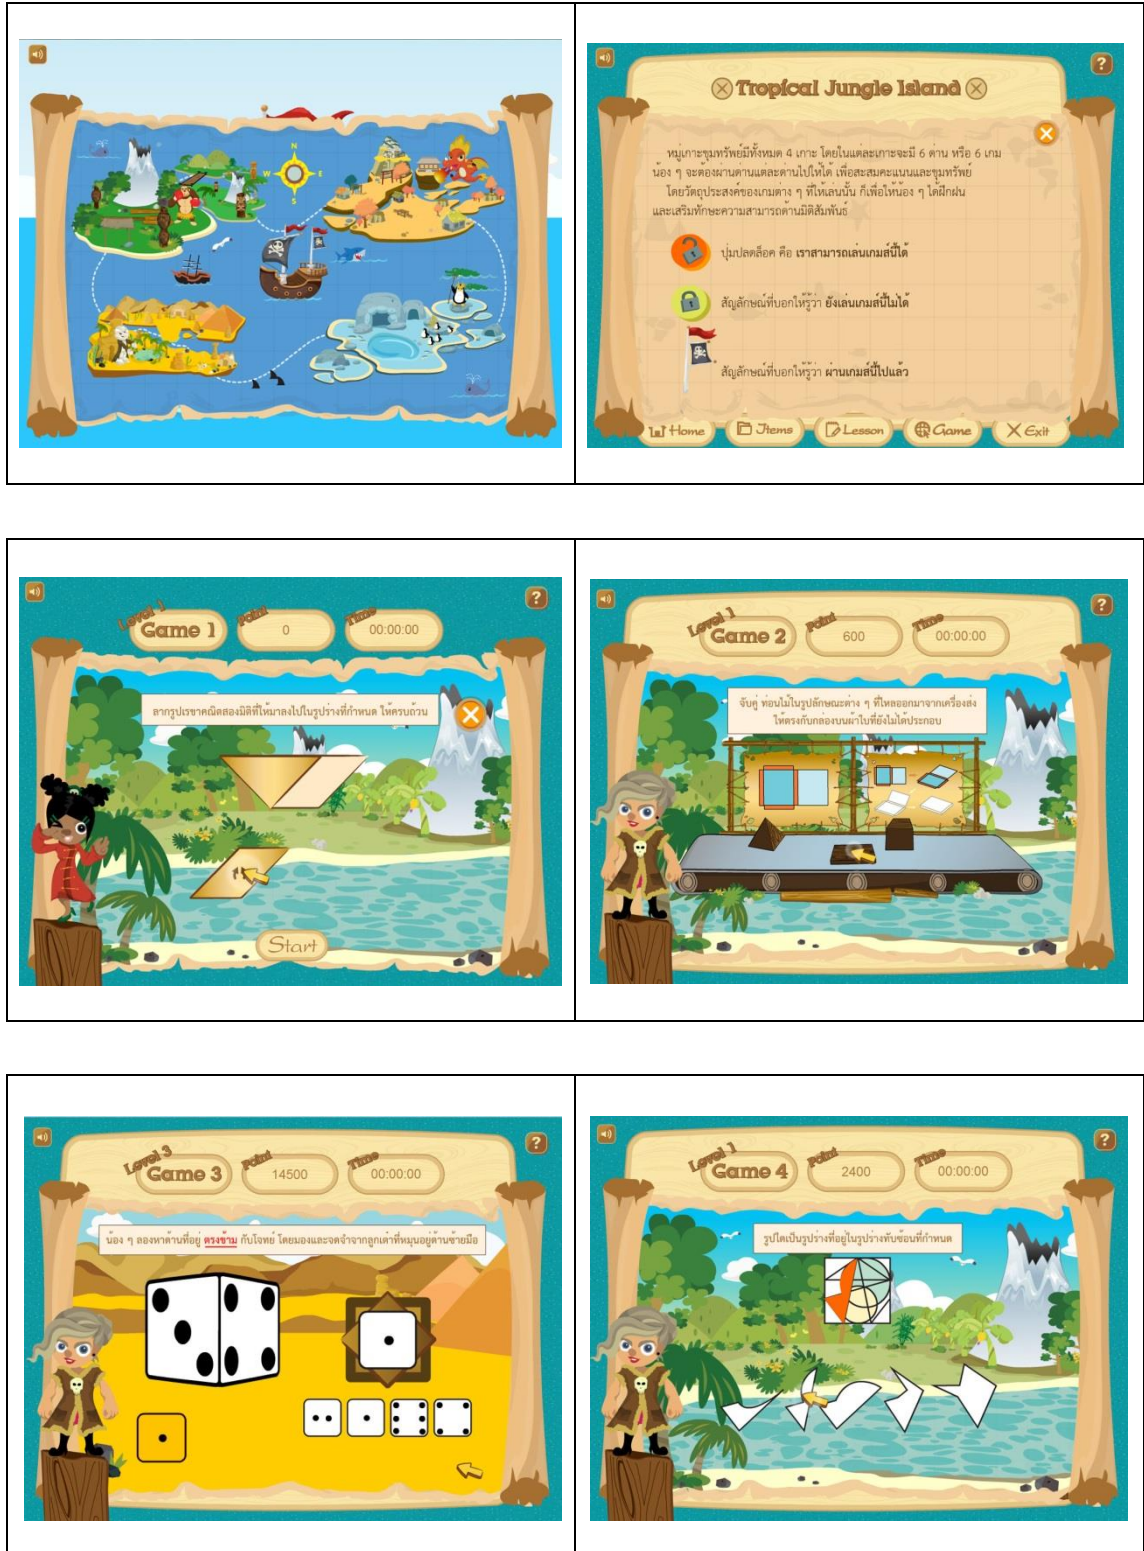 N
W E
S
Tropical Jungle Island
?
หมู่เกาะขุมทรัพย์มีทั้งหมด 4 เกาะ โดยในแต่ละเกาะจะมี 6 ด่าน หรือ 6 เกม
น้อง ๆ จะต้องผ่านด่านแต่ละด่านไปให้ได้ เพื่อสะสมคะแนนและขุมทรัพย์
โดยวัตถุประสงค์ของเกมต่าง ๆ ที่ให้เล่นนั้น ก็เพื่อให้น้อง ๆ ได้ฝึกฝน
และเสริมทักษะความสามารถด้านมิติสัมพันธ์
ปุ่มปลดล็อค คือ เราสามารถเล่นเกมส์นี้ได้
สัญลักษณ์ที่บอกให้รู้ว่า ยังเล่นเกมส์นี้ไม่ได้
สัญลักษณ์ที่บอกให้รู้ว่า ผ่านเกมส์นี้ไปแล้ว
Home Items Lesson Game Exit
Level 1 Point Time ?
Game 1 0 00:00:00
ลากรูปเรขาคณิตสองมิติที่ให้มาลงไปในรูปร่างที่กำหนด ให้ครบถ้วน
Start
Level 1 Point Time ?
Game 2 600 00:00:00
จับคู่ ท่อนไม้ในรูปลักษณะต่าง ๆ ที่ไหลออกมาจากเครื่องส่ง
ให้ตรงกับกล่องบนผ้าใบที่ยังไม่ได้ประกอบ
Level 3 Point Time ?
Game 3 14500 00:00:00
น้อง ๆ ลองหาด้านที่อยู่ ตรงข้าม กับโจทย์ โดยมองและจดจำจากลูกเต๋าที่หมุนอยู่ด้านซ้ายมือ
Level 1 Point Time ?
Game 4 2400 00:00:00
รูปใดเป็นรูปร่างที่อยู่ในรูปร่างทับซ้อนที่กำหนด